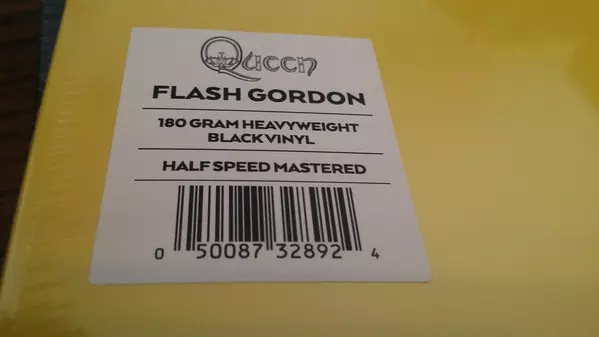 Queen
FLASH GORDON
180 GRAM HEAVYWEIGHT
BLACK VINYL
HALF SPEED MASTERED
0 50087 32892 4